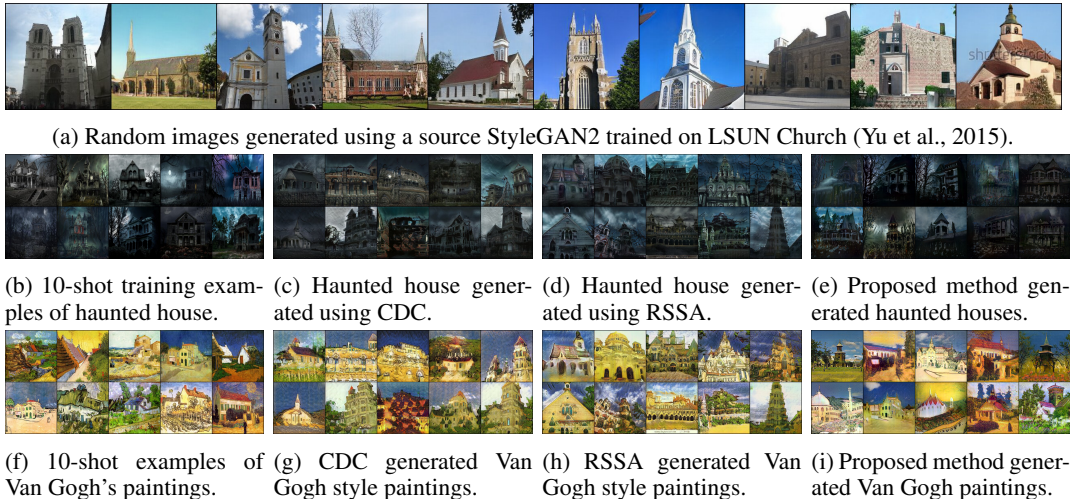 shutterstock
(a) Random images generated using a source StyleGAN2 trained on LSUN Church (Yu et al., 2015).
(b) 10-shot training exam-
ples of haunted house.
(c) Haunted house gener-
ated using CDC.
(d) Haunted house gener-
ated using RSSA.
(e) Proposed method gen-
erated haunted houses.
(f) 10-shot examples of
Van Gogh's paintings.
(g) CDC generated Van
Gogh style paintings.
(h) RSSA generated Van
Gogh style paintings.
(i) Proposed method gener-
ated Van Gogh paintings.